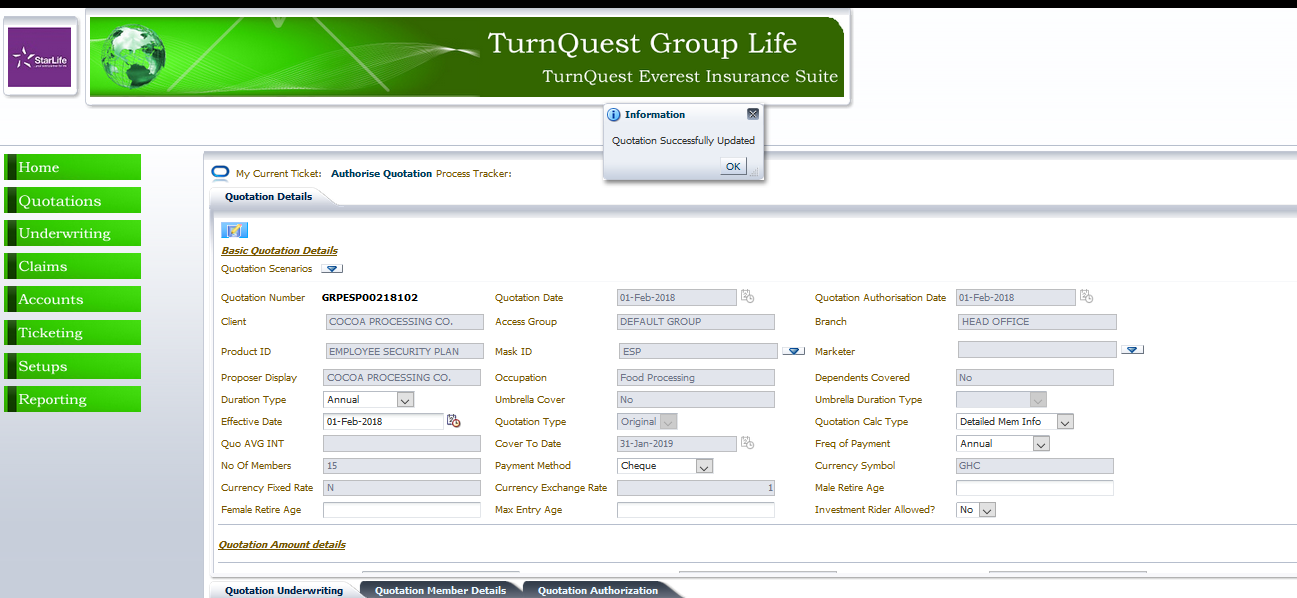 StarLife
TurnQuest Group Life
TurnQuest Everest Insurance Suite
Information
Quotation Successfully Updated
OK
Home
Quotations
Underwriting
Claims
Accounts
Ticketing
Setups
Reporting
My Current Ticket: Authorise Quotation Process Tracker:
Quotation Details
Basic Quotation Details
Quotation Scenarios
Quotation Number GRPESP00218102 Quotation Date 01-Feb-2018 Quotation Authorisation Date 01-Feb-2018
Client COCOA PROCESSING CO. Access Group DEFAULT GROUP Branch HEAD OFFICE
Product ID EMPLOYEE SECURITY PLAN Mask ID ESP Marketer
Proposer Display COCOA PROCESSING CO. Occupation Food Processing Dependents Covered No
Duration Type Annual Umbrella Cover No Umbrella Duration Type
Effective Date 01-Feb-2018 Quotation Type Original Quotation Calc Type Detailed Mem Info
Quo AVG INT Cover To Date 31-Jan-2019 Freq of Payment Annual
No Of Members 15 Payment Method Cheque Currency Symbol GHC
Currency Fixed Rate N Currency Exchange Rate 1 Male Retire Age
Female Retire Age Max Entry Age Investment Rider Allowed? No
Quotation Amount details
Quotation Underwriting Quotation Member Details Quotation Authorization